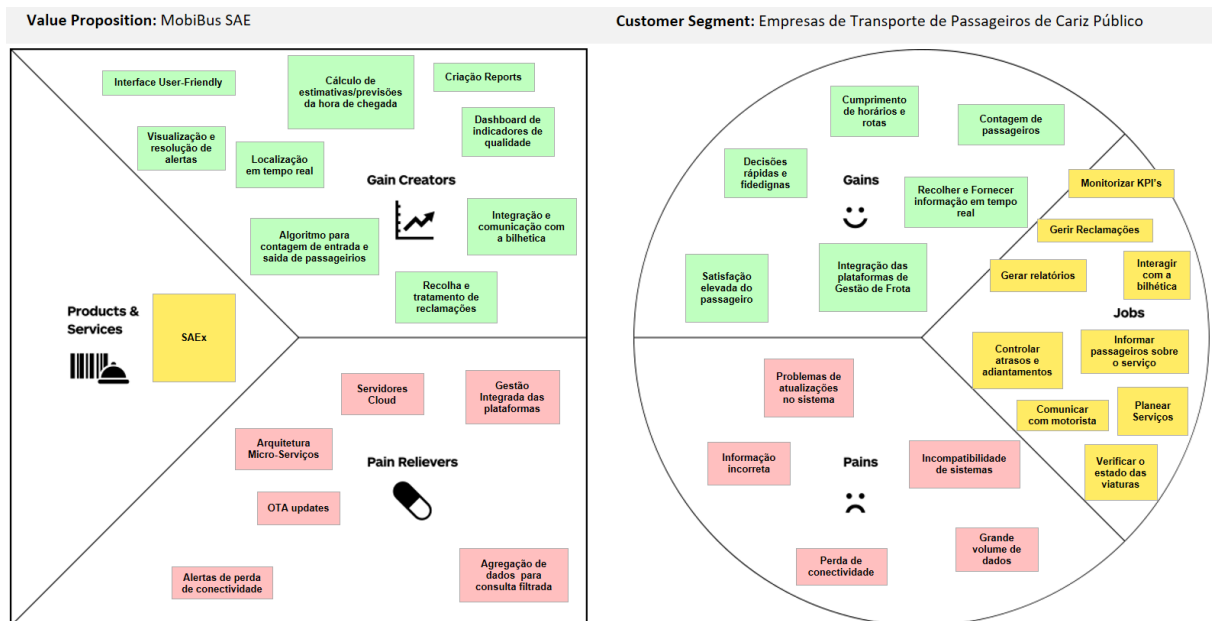 Value Proposition: MobiBus SAE
Customer Segment: Empresas de Transporte de Passageiros de Cariz Público
Interface User-Friendly
Cálculo de
estimativas/previsões
da hora de chegada
Criação Reports
Visualização e
resolução de
alertas
Localização
em tempo real
Dashboard de
indicadores de
qualidade
Gain Creators
Algoritmo para
contagem de entrada e
saida de passageirios
Integração e
comunicação com
a bilhetica
Recolha e
tratamento de
reclamações
Products &
Services
SAEx
Servidores
Cloud
Gestão
Integrada das
plataformas
Arquitetura
Micro-Serviços
Pain Relievers
OTA updates
Alertas de perda
de conectividade
Agregação de
dados para
consulta filtrada
Cumprimento
de horários e
rotas
Contagem de
passageiros
Decisões
rápidas e
fidedignas
Gains
Recolher e Fornecer
informação em tempo
real
Satisfação
elevada do
passageiro
Integração das
plataformas de
Gestão de Frota
Monitorizar KPI's
Gerir Reclamações
Gerar relatórios
Interagir
com a
bilhética
Jobs
Controlar
atrasos e
adiantamentos
Informar
passageiros sobre
o serviço
Comunicar
com motorista
Planear
Serviços
Verificar o
estado das
viaturas
Problemas de
atualizações
no sistema
Informação
incorreta
Pains
Incompatibilidade
de sistemas
Perda de
conectividade
Grande
volume de
dados